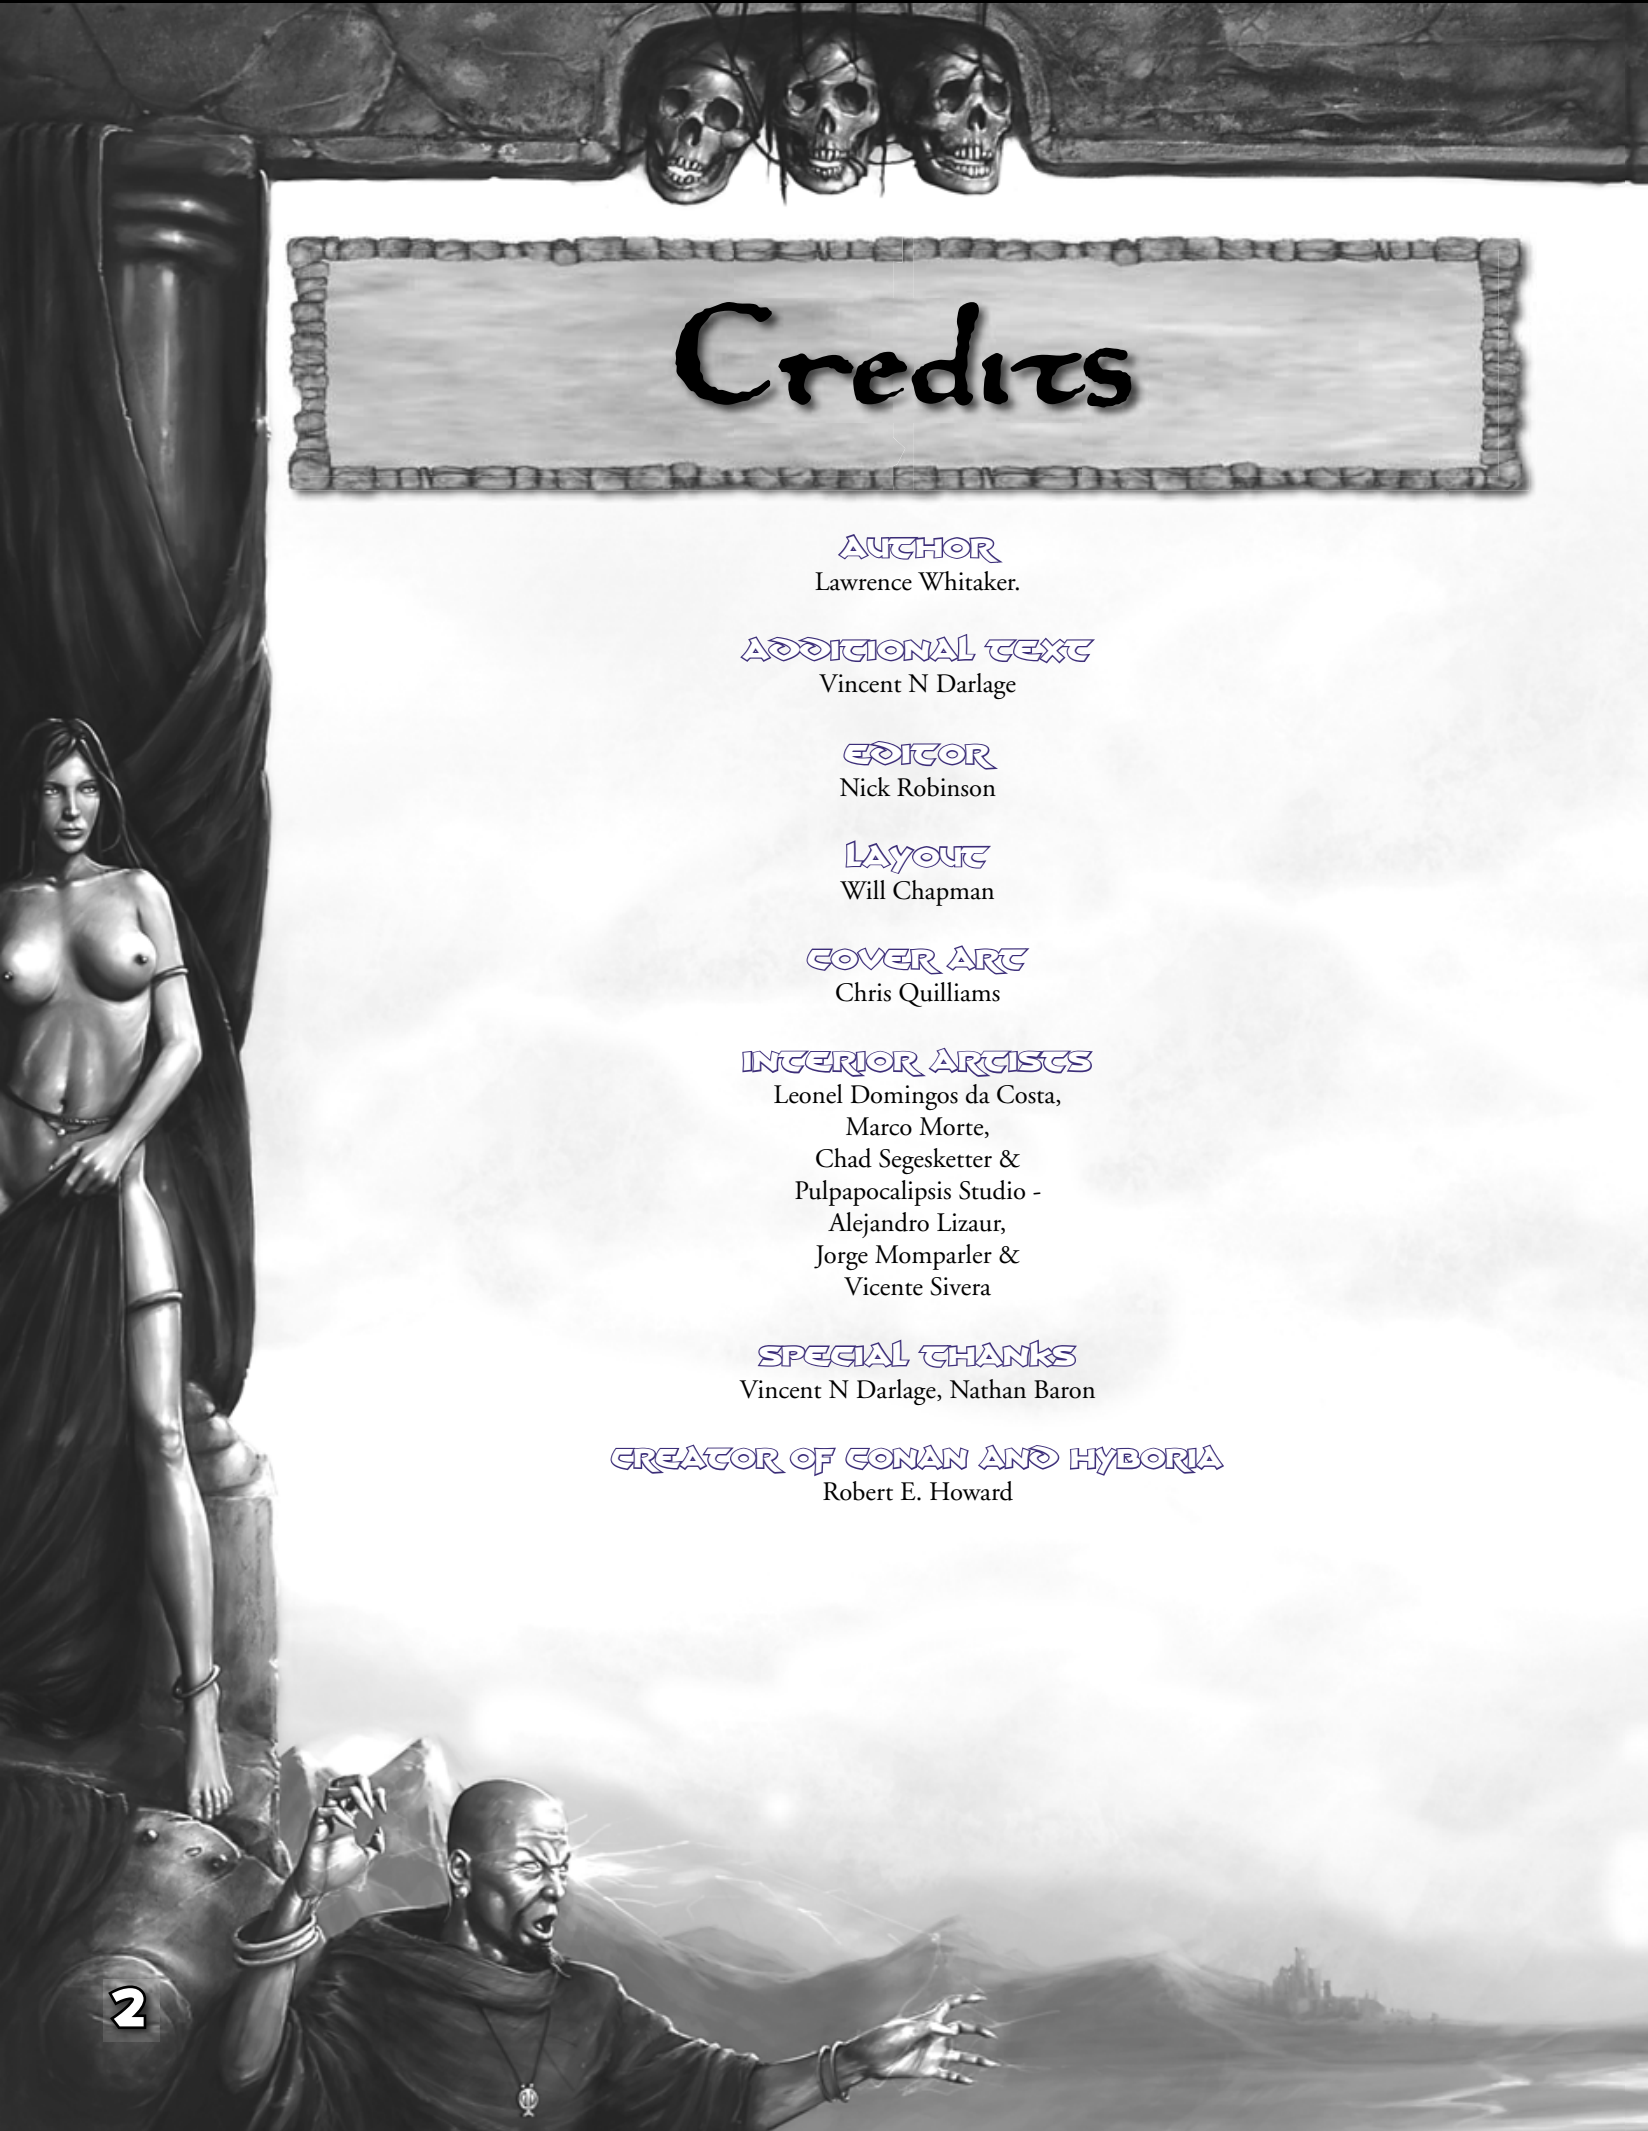 Credits
AUTHOR
Lawrence Whitaker.
ADDITIONAL TEXT
Vincent N Darlage
EDITOR
Nick Robinson
LAYOUT
Will Chapman
COVER ART
Chris Quilliams
INTERIOR ARTISTS
Leonel Domingos da Costa,
Marco Morte,
Chad Segesketter &
Pulpapocalipsis Studio -
Alejandro Lizaur,
Jorge Momparler &
Vicente Sivera
SPECIAL THANKS
Vincent N Darlage, Nathan Baron
CREATOR OF CONAN AND HYBORIA
Robert E. Howard
2